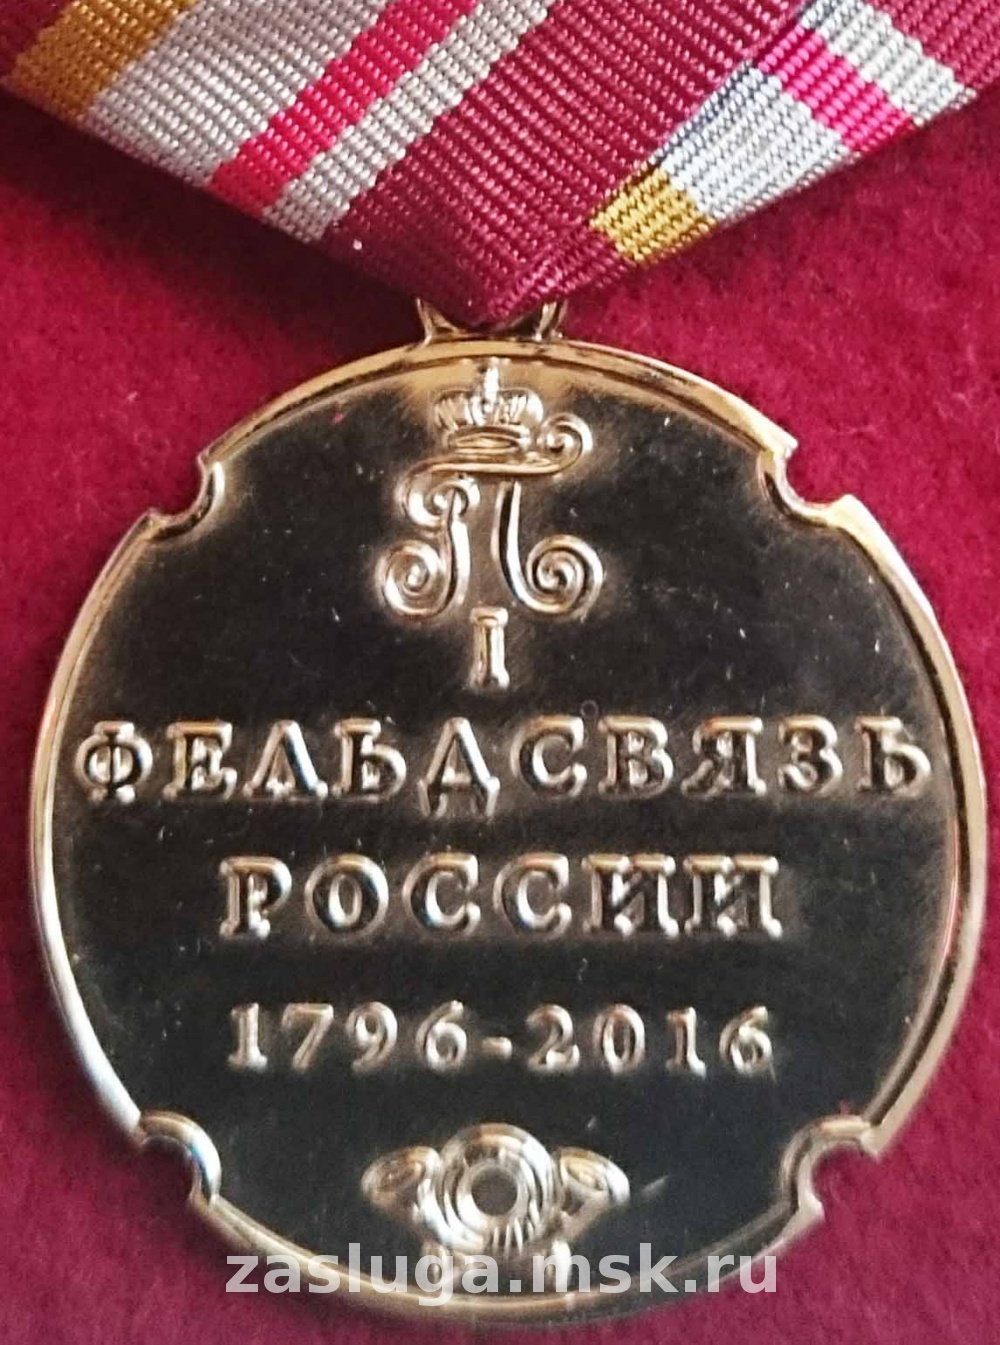 П
I
ФЕЛЬДСВЯЗЬ
РОССИИ
1796-2016
zasluga.msk.ru